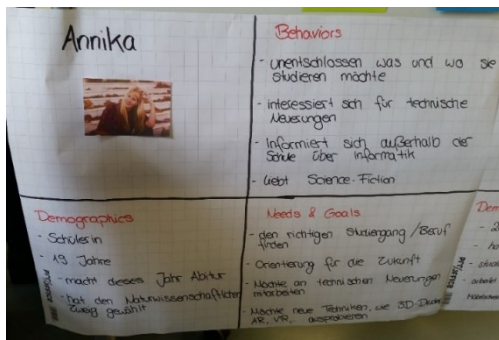 Annika
Behaviors
- unentschlossen was und wo sie
studieren möchte
- interessiert sich für technische
Neuerungen
- Informiert sich außerhalb der
Schule über Informatik
- liebt Science-Fiction
Demographics
- Schülerin
- 19 Jahre
- macht dieses Jahr Abitur
- hat den Naturwissenschaftlichen
Zweig gewählt
Needs & Goals
- den richtigen Studiengang/Beruf
finden
- Orientierung für die Zukunft
- Möchte an technischen Neuerungen
mitarbeiten
- Möchte neue Techniken, wie 3D-Druck,
AR, VR,.. ausprobieren